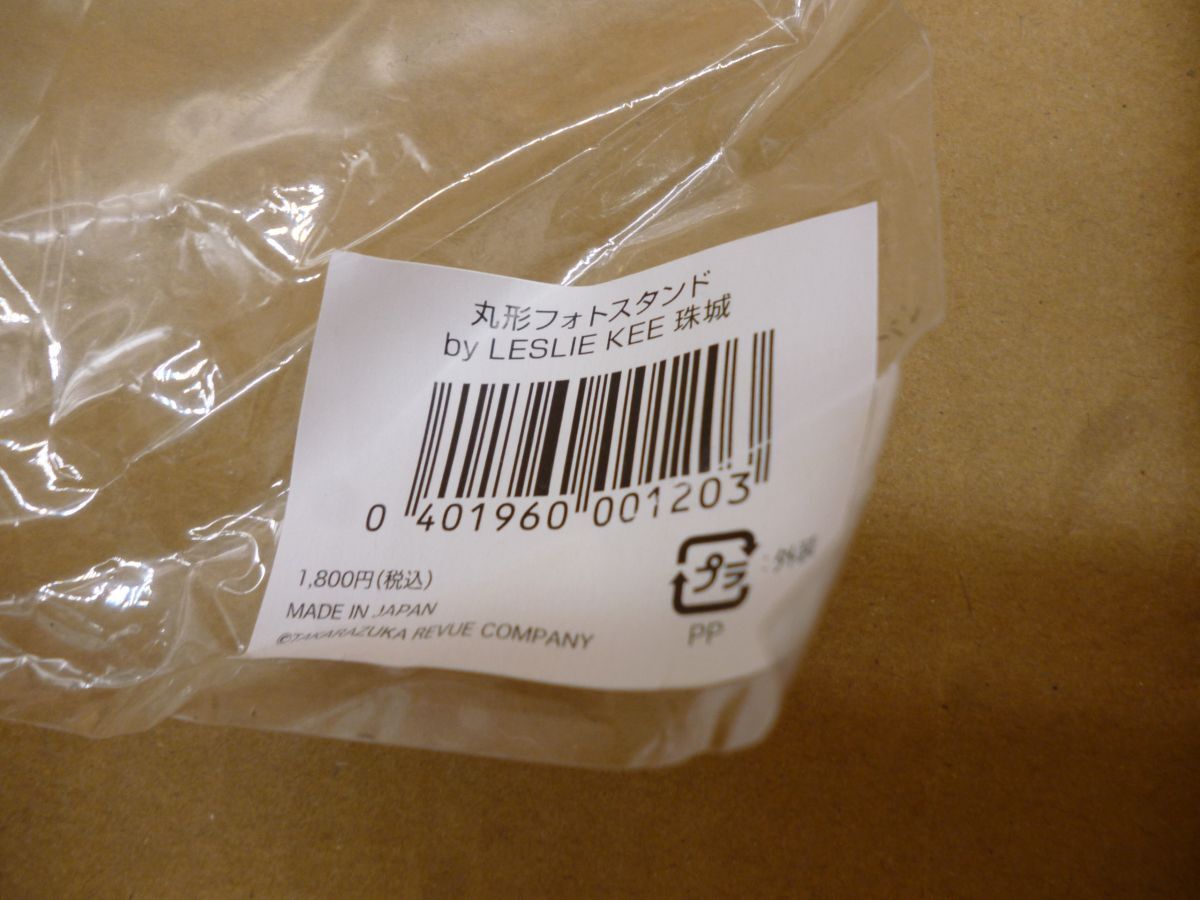 丸形フォトスタンド
by LESLIE KEE 珠城
0 401960 001203
1,800円(税込)
MADE IN JAPAN
©TAKARAZUKA REVUE COMPANY
プラ :外装
PP